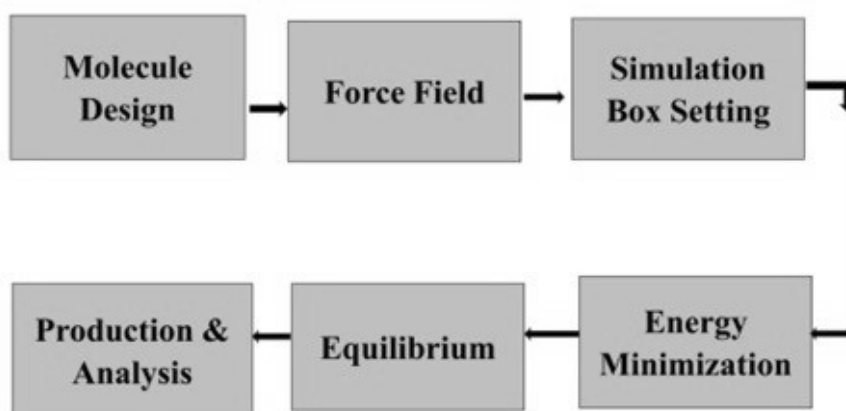 Molecule
Design
Force Field
Simulation
Box Setting
Energy
Minimization
Equilibrium
Production &
Analysis